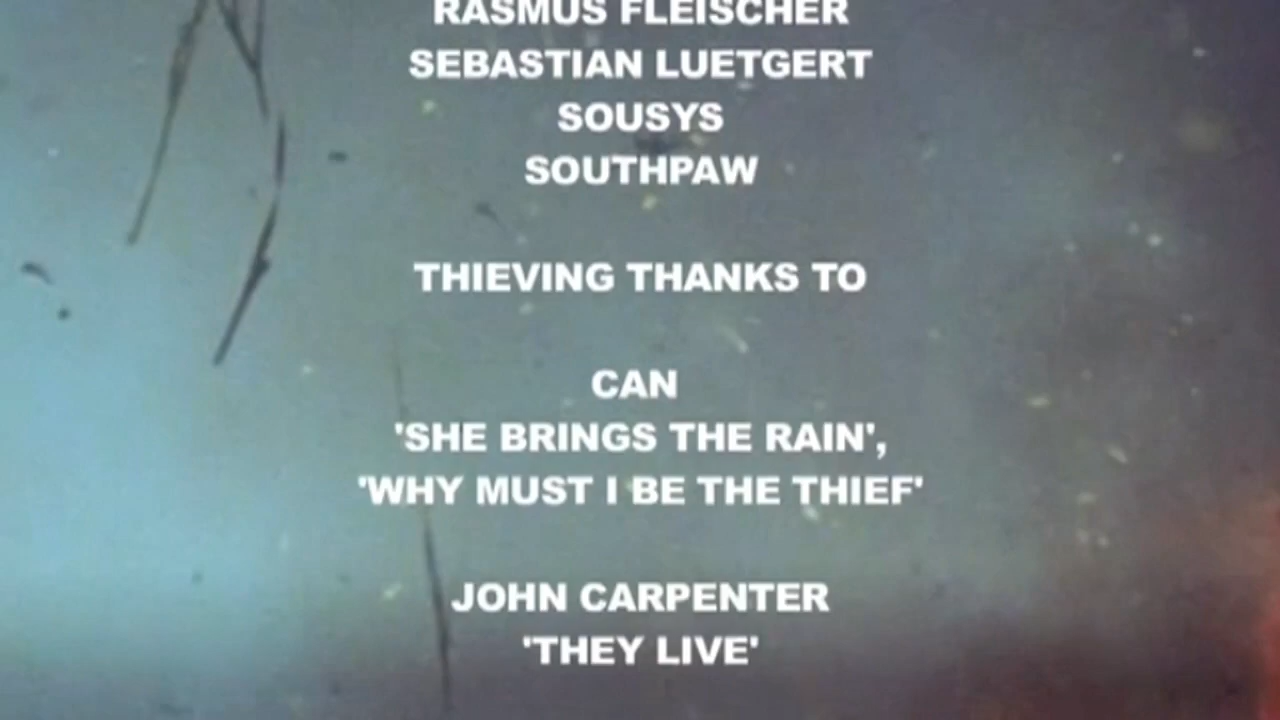 RASMUS FLEISCHER
SEBASTIAN LUETGERT
SOUSYS
SOUTHPAW
THIEVING THANKS TO
CAN
'SHE BRINGS THE RAIN',
'WHY MUST I BE THE THIEF'
JOHN CARPENTER
'THEY LIVE'